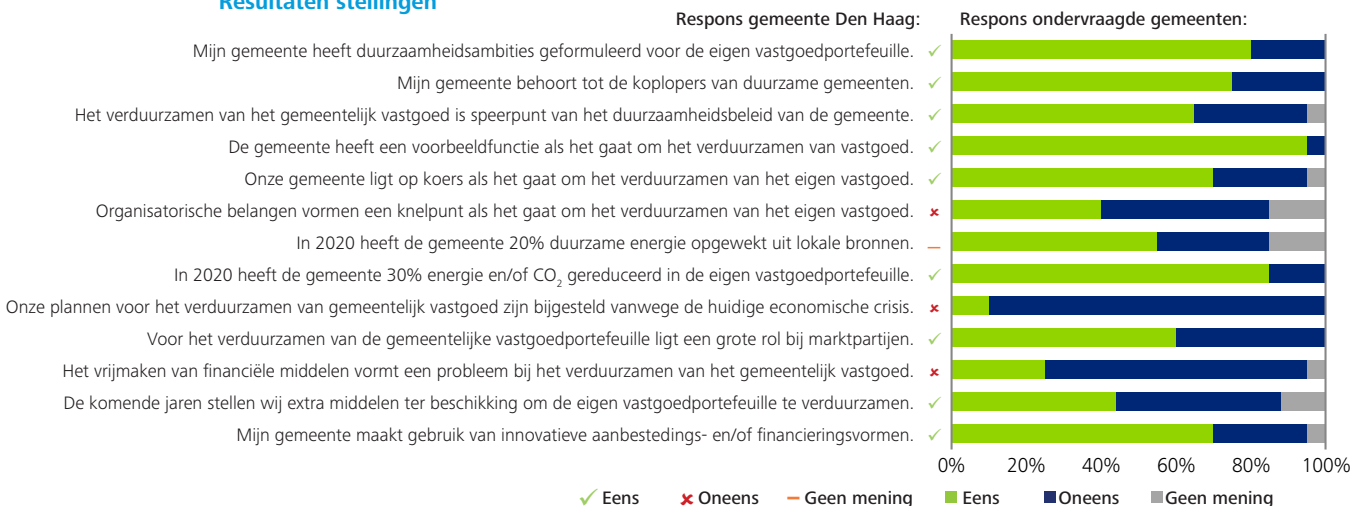 Resultaten stellingen
Respons gemeente Den Haag: Respons ondervraagde gemeenten:
Mijn gemeente heeft duurzaamheidsambities geformuleerd voor de eigen vastgoedportefeuille. ✓
Mijn gemeente behoort tot de koplopers van duurzame gemeenten. ✓
Het verduurzamen van het gemeentelijk vastgoed is speerpunt van het duurzaamheidsbeleid van de gemeente. ✓
De gemeente heeft een voorbeeldfunctie als het gaat om het verduurzamen van vastgoed. ✓
Onze gemeente ligt op koers als het gaat om het verduurzamen van het eigen vastgoed. ✓
Organisatorische belangen vormen een knelpunt als het gaat om het verduurzamen van het eigen vastgoed. ✗
In 2020 heeft de gemeente 20% duurzame energie opgewekt uit lokale bronnen. –
In 2020 heeft de gemeente 30% energie en/of CO₂ gereduceerd in de eigen vastgoedportefeuille. ✓
Onze plannen voor het verduurzamen van gemeentelijk vastgoed zijn bijgesteld vanwege de huidige economische crisis. ✗
Voor het verduurzamen van de gemeentelijke vastgoedportefeuille ligt een grote rol bij marktpartijen. ✓
Het vrijmaken van financiële middelen vormt een probleem bij het verduurzamen van het gemeentelijk vastgoed. ✗
De komende jaren stellen wij extra middelen ter beschikking om de eigen vastgoedportefeuille te verduurzamen. ✓
Mijn gemeente maakt gebruik van innovatieve aanbestedings- en/of financieringsvormen. ✓
0% 20% 40% 60% 80% 100%
✓ Eens ✗ Oneens – Geen mening Eens Oneens Geen mening